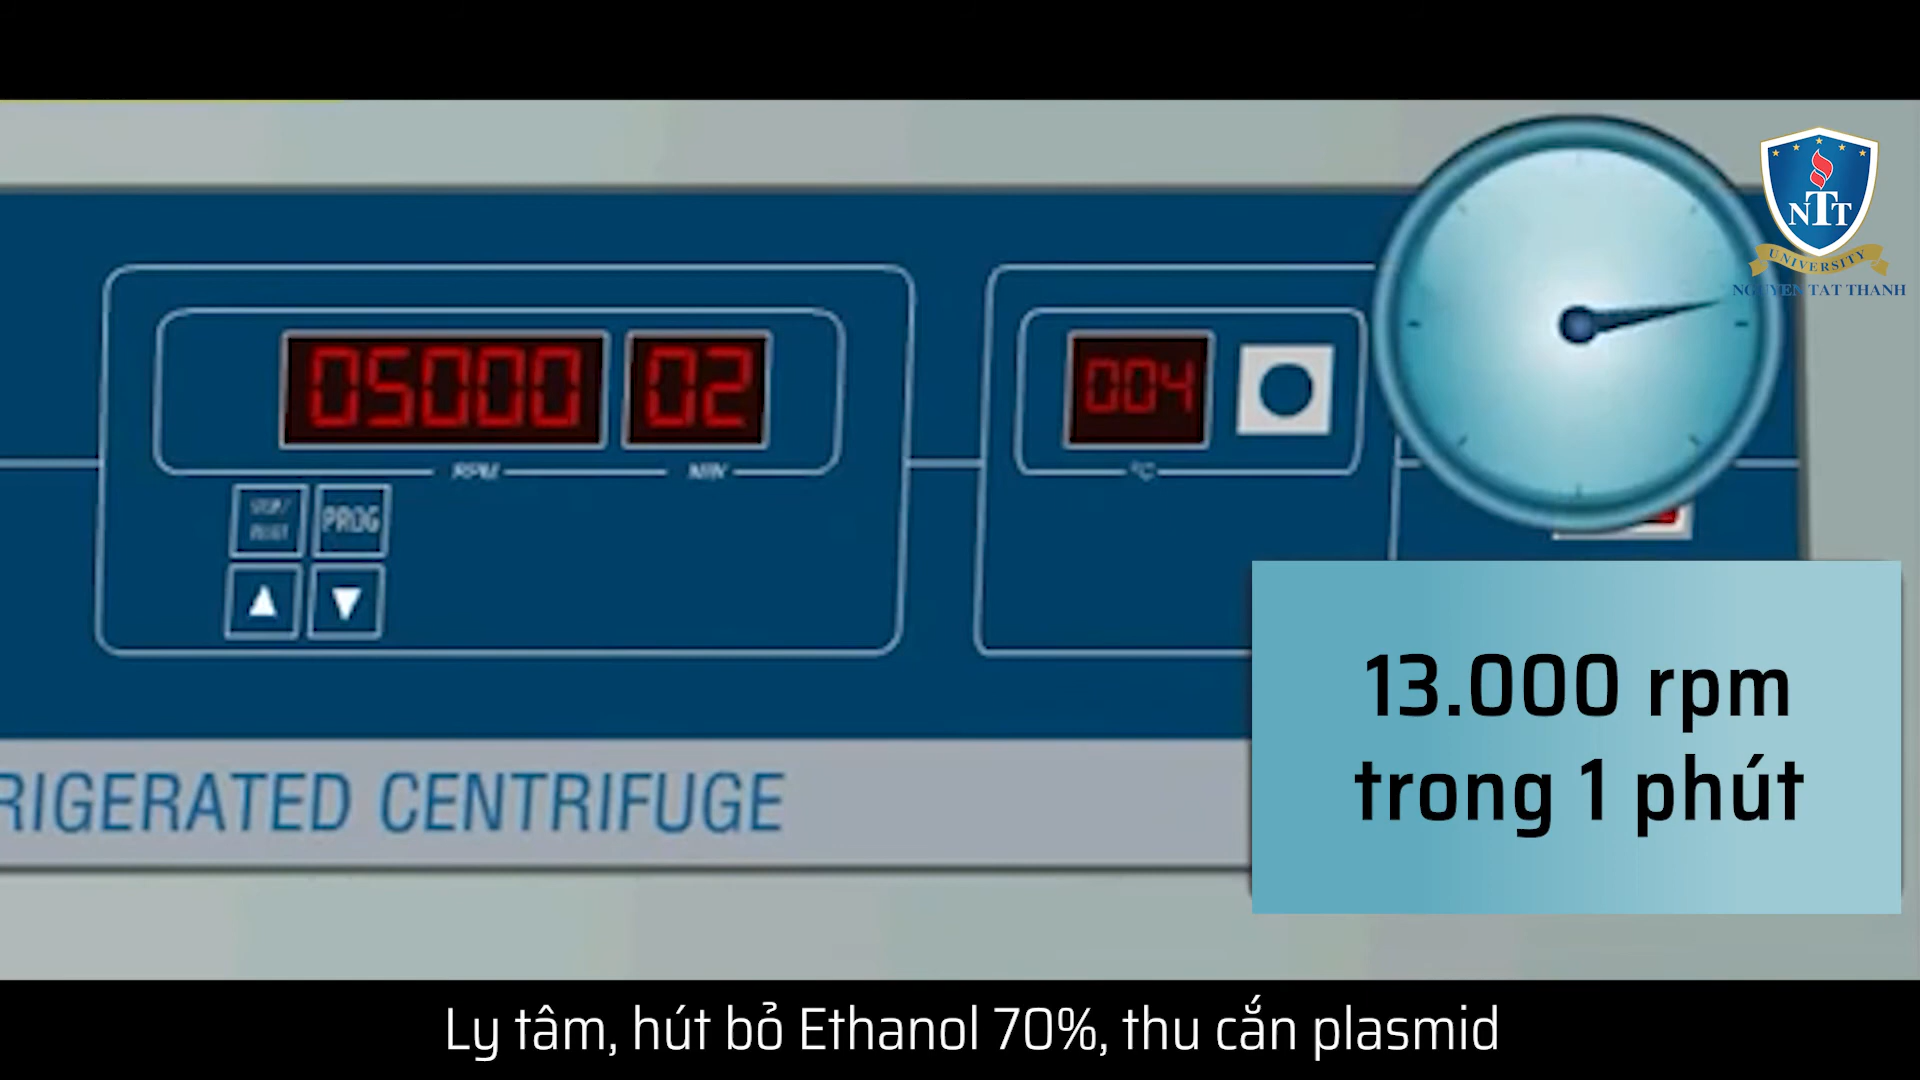 NTT
UNIVERSITY
NGUYEN TAT THANH
05000 02 004
RPM MIN °C
STOP/ PROG
RIGERATED CENTRIFUGE
13.000 rpm
trong 1 phút
Ly tâm, hút bỏ Ethanol 70%, thu cắn plasmid